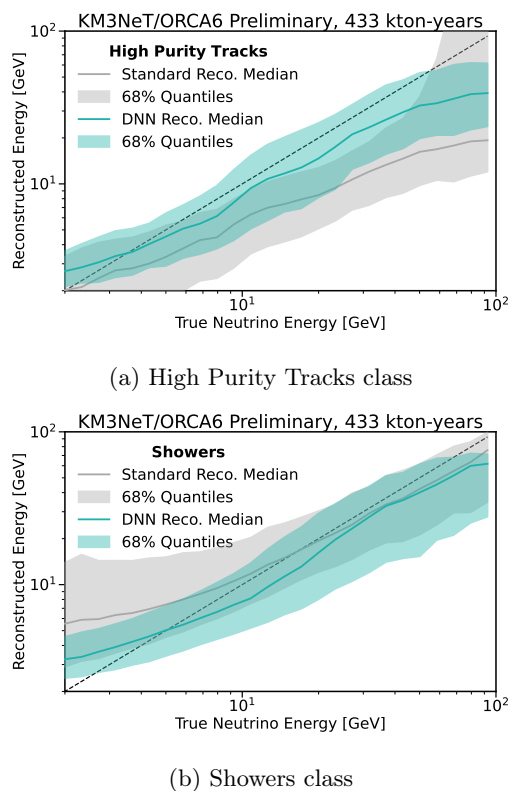 KM3NeT/ORCA6 Preliminary, 433 kton-years
10²
High Purity Tracks
Standard Reco. Median
68% Quantiles
DNN Reco. Median
68% Quantiles
Reconstructed Energy [GeV]
10¹
10¹
10²
True Neutrino Energy [GeV]
(a) High Purity Tracks class
KM3NeT/ORCA6 Preliminary, 433 kton-years
10²
Showers
Standard Reco. Median
68% Quantiles
DNN Reco. Median
68% Quantiles
Reconstructed Energy [GeV]
10¹
10¹
10²
True Neutrino Energy [GeV]
(b) Showers class